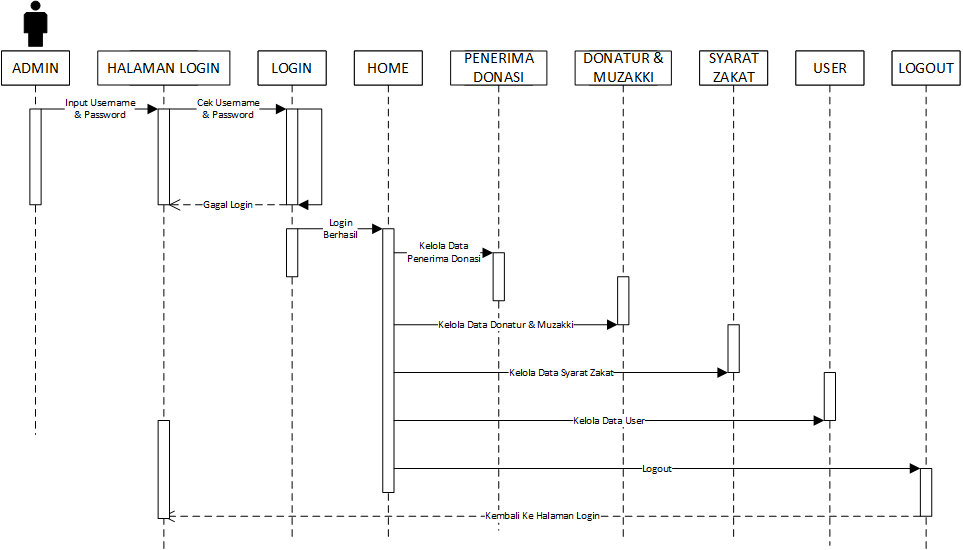 ADMIN
HALAMAN LOGIN
LOGIN
HOME
PENERIMA
DONASI
DONATUR &
MUZAKKI
SYARAT
ZAKAT
USER
LOGOUT
Input Username
& Password
Cek Username
& Password
Gagal Login
Login
Berhasil
Kelola Data
Penerima Donasi
Kelola Data Donatur & Muzakki
Kelola Data Syarat Zakat
Kelola Data User
Logout
Kembali Ke Halaman Login